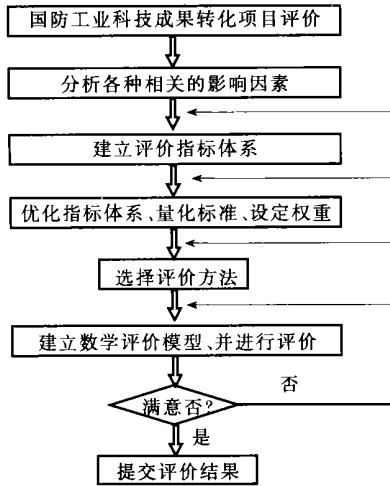 国防工业科技成果转化项目评价
分析各种相关的影响因素
建立评价指标体系
优化指标体系、量化标准、设定权重
选择评价方法
建立数学评价模型、并进行评价
满意否?
否
是
提交评价结果